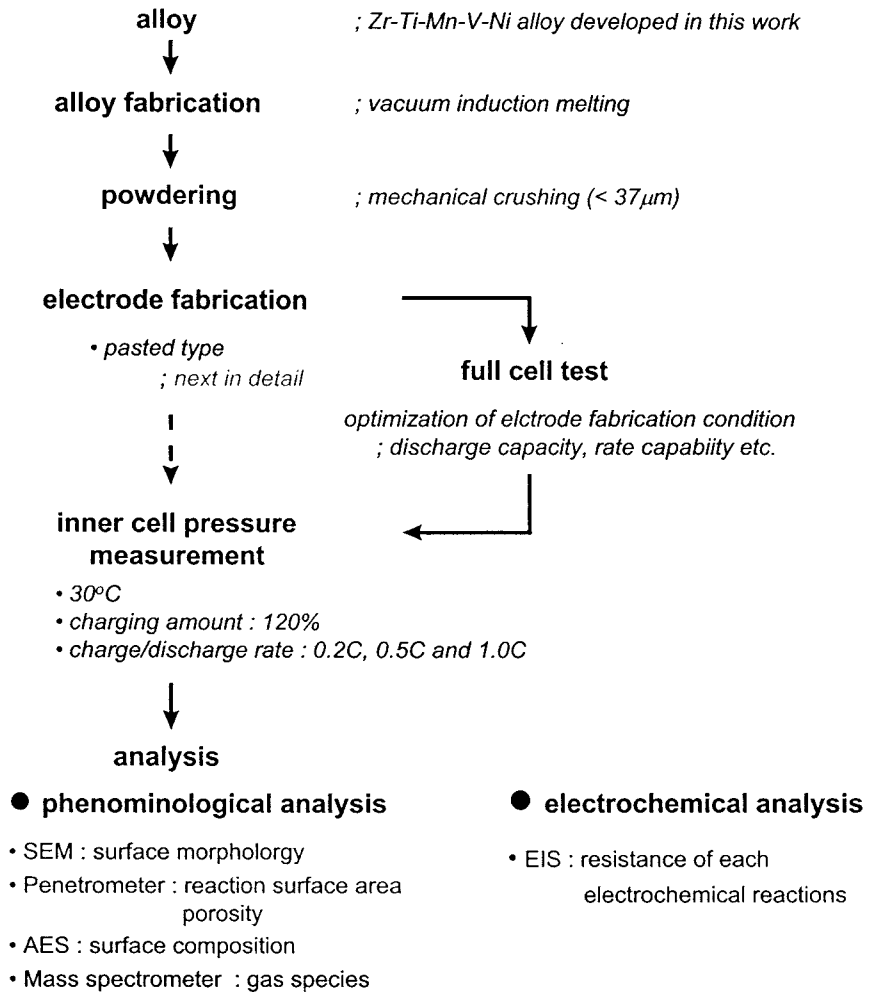 alloy ; Zr-Ti-Mn-V-Ni alloy developed in this work
alloy fabrication ; vacuum induction melting
powdering ; mechanical crushing (< 37μm)
electrode fabrication
• pasted type
; next in detail
full cell test
optimization of elctrode fabrication condition
; discharge capacity, rate capabiity etc.
inner cell pressure
measurement
• 30°C
• charging amount : 120%
• charge/discharge rate : 0.2C, 0.5C and 1.0C
analysis
● phenominological analysis
• SEM : surface morpholorgy
• Penetrometer : reaction surface area
porosity
• AES : surface composition
• Mass spectrometer : gas species
● electrochemical analysis
• EIS : resistance of each
electrochemical reactions